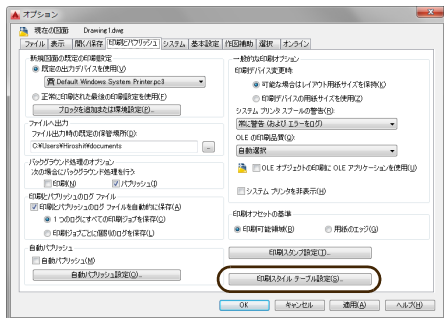 オプション
現在の図面 Drawing1.dwg
ファイル 表示 開く/保存 印刷とパブリッシュ システム 基本設定 作図補助 選択 オンライン
新規図面の既定の印刷設定
既定の出力デバイスを使用(V)
Default Windows System Printer.pc3
正常に印刷された最後の印刷設定を使用(F)
プロッタを追加または環境設定(P)...
ファイルへ出力
ファイル出力時の既定の保管場所(D):
C:¥Users¥Hiroshit¥documents
...
バックグラウンド処理のオプション
次の場合にバックグラウンド処理を行う:
印刷(N) パブリッシュ(I)
印刷とパブリッシュのログ ファイル
印刷とパブリッシュのログ ファイルを自動的に保存(A)
1 つのログにすべての印刷ジョブを保存(C)
印刷ジョブごとに個別のログを保存(L)
自動パブリッシュ
自動パブリッシュ(M)
自動パブリッシュ設定(O)...
一般的な印刷オプション
印刷デバイス変更時:
可能な場合はレイアウト用紙サイズを保持(K)
印刷デバイスの用紙サイズを使用(Z)
システム プリンタ スプールの警告(R):
常に警告 (および エラーをログ)
OLE の印刷品質(Q):
自動選択
OLE オブジェクトの印刷に OLE アプリケーションを使用(U)
システム プリンタを非表示(H)
印刷オフセットの基準
印刷可能領域(B) 用紙のエッジ(G)
印刷スタンプ設定(T)...
印刷スタイル テーブル設定(S)...
OK キャンセル 適用(A) ヘルプ(H)